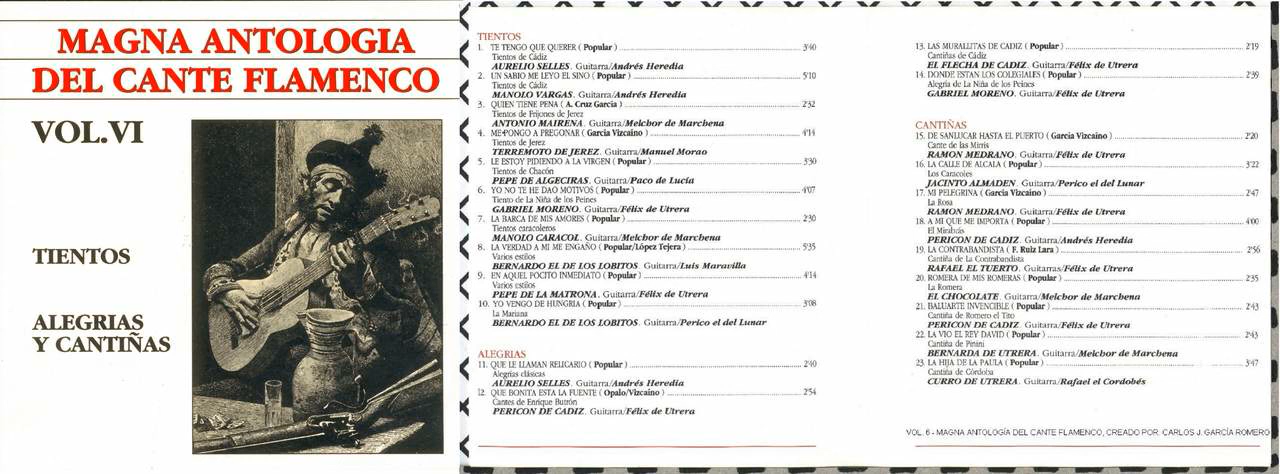 MAGNA ANTOLOGIA
DEL CANTE FLAMENCO
VOL.VI
TIENTOS
ALEGRIAS
Y CANTIÑAS
TIENTOS
1. TE TENGO QUE QUERER ( Popular ) 3'40
Tientos de Cádiz
AURELIO SELLES. Guitarra/Andrés Heredia
2. UN SABIO ME LEYO EL SINO ( Popular ) 5'10
Tientos de Cádiz
MANOLO VARGAS. Guitarra/Andrés Heredia
3. QUIEN TIENE PENA ( A. Cruz García ) 2'32
Tientos de Frijones de Jerez
ANTONIO MAIRENA. Guitarra/Melchor de Marchena
4. ME PONGO A PREGONAR ( García Vizcaíno ) 4'14
Tientos de Jerez
TERREMOTO DE JEREZ. Guitarra/Manuel Morao
5. LE ESTOY PIDIENDO A LA VIRGEN ( Popular ) 3'30
Tientos de Chacón
PEPE DE ALGECIRAS. Guitarra/Paco de Lucía
6. YO NO TE HE DAO MOTIVOS ( Popular ) 4'07
Tiento de La Niña de los Peines
GABRIEL MORENO. Guitarra/Félix de Utrera
7. LA BARCA DE MIS AMORES ( Popular ) 2'30
Tientos caracoleros
MANOLO CARACOL. Guitarra/Melchor de Marchena
8. LA VERDAD A MI ME ENGAÑO ( Popular/López Tejera ) 5'35
Varios estilos
BERNARDO EL DE LOS LOBITOS. Guitarra/Luis Maravilla
9. EN AQUEL POCITO INMEDIATO ( Popular ) 4'14
Varios estilos
PEPE DE LA MATRONA. Guitarra/Félix de Utrera
10. YO VENGO DE HUNGRIA ( Popular ) 3'08
La Mariana
BERNARDO EL DE LOS LOBITOS. Guitarra/Perico el del Lunar
ALEGRIAS
11. QUE LE LLAMAN RELICARIO ( Popular ) 2'40
Alegrías clásicas
AURELIO SELLES. Guitarra/Andrés Heredia
12. QUE BONITA ESTA LA FUENTE ( Opalo/Vizcaíno ) 2'54
Cantes de Enrique Butrón
PERICON DE CADIZ. Guitarra/Félix de Utrera
13. LAS MURALLITAS DE CADIZ ( Popular ) 2'19
Cantiñas de Cádiz
EL FLECHA DE CADIZ. Guitarra/Félix de Utrera
14. DONDE ESTAN LOS COLEGIALES ( Popular ) 2'39
Alegría de La Niña de los Peines
GABRIEL MORENO. Guitarra/Félix de Utrera
CANTIÑAS
15. DE SANLUCAR HASTA EL PUERTO ( García Vizcaíno ) 2'20
Cante de las Mirris
RAMON MEDRANO. Guitarra/Félix de Utrera
16. LA CALLE DE ALCALA ( Popular ) 3'22
Los Caracoles
JACINTO ALMADEN. Guitarra/Perico el del Lunar
17. MI PELEGRINA ( García Vizcaíno ) 2'47
La Rosa
RAMON MEDRANO. Guitarra/Félix de Utrera
18. A MI QUE ME IMPORTA ( Popular ) 4'00
El Mirabrás
PERICON DE CADIZ. Guitarra/Andrés Heredia
19. LA CONTRABANDISTA ( F. Ruiz Lara ) 2'56
Cantiña de La Contrabandista
RAFAEL EL TUERTO. Guitarras/Félix de Utrera
20. ROMERA DE MIS ROMERAS ( Popular ) 2'35
La Romera
EL CHOCOLATE. Guitarra/Melchor de Marchena
21. BALUARTE INVENCIBLE ( Popular ) 2'43
Cantiña de Romero el Tito
PERICON DE CADIZ. Guitarra/Félix de Utrera
22. LA VIO EL REY DAVID ( Popular ) 2'43
Cantiña de Pinini
BERNARDA DE UTRERA. Guitarra/Melchor de Marchena
23. LA HIJA DE LA PAULA ( Popular ) 3'47
Cantiña de Córdoba
CURRO DE UTRERA. Guitarra/Rafael el Cordobés
VOL. 6 - MAGNA ANTOLOGÍA DEL CANTE FLAMENCO, CREADO POR: CARLOS J. GARCÍA ROMERO